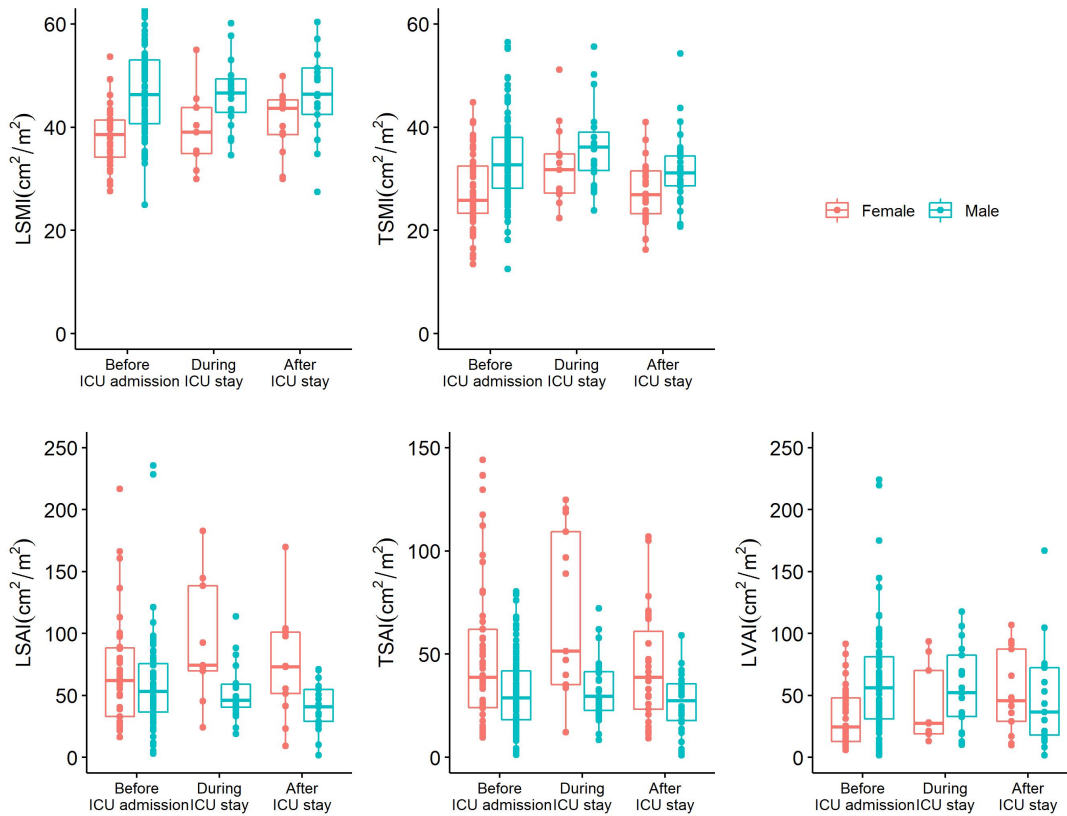 LSMI(cm²/m²)
60
40
20
0
Before
ICU admission
During
ICU stay
After
ICU stay
TSMI(cm²/m²)
60
40
20
0
Before
ICU admission
During
ICU stay
After
ICU stay
Female
Male
LSAI(cm²/m²)
250
200
150
100
50
0
Before
ICU admission
During
ICU stay
After
ICU stay
TSAI(cm²/m²)
150
100
50
0
Before
ICU admission
During
ICU stay
After
ICU stay
LVAI(cm²/m²)
250
200
150
100
50
0
Before
ICU admission
During
ICU stay
After
ICU stay